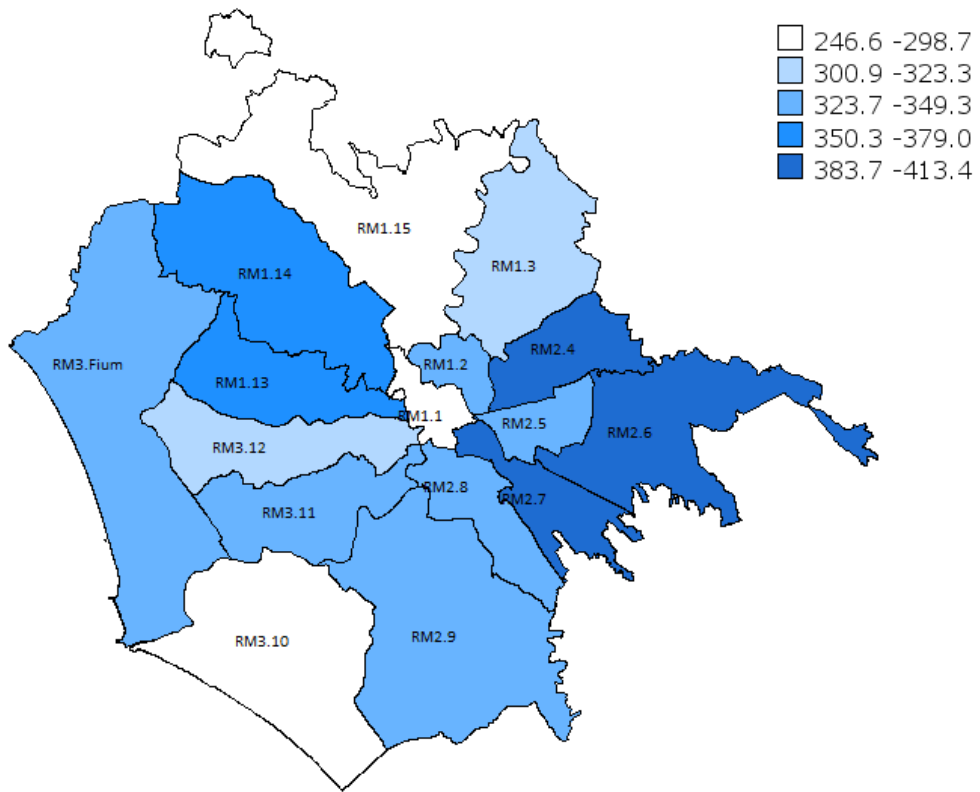 246.6 -298.7
300.9 -323.3
323.7 -349.3
350.3 -379.0
383.7 -413.4
RM1.15
RM1.3
RM1.14
RM2.4
RM3.Fium
RM1.2
RM1.13
RM1.1
RM2.5
RM2.6
RM3.12
RM2.8
RM2.7
RM3.11
RM2.9
RM3.10